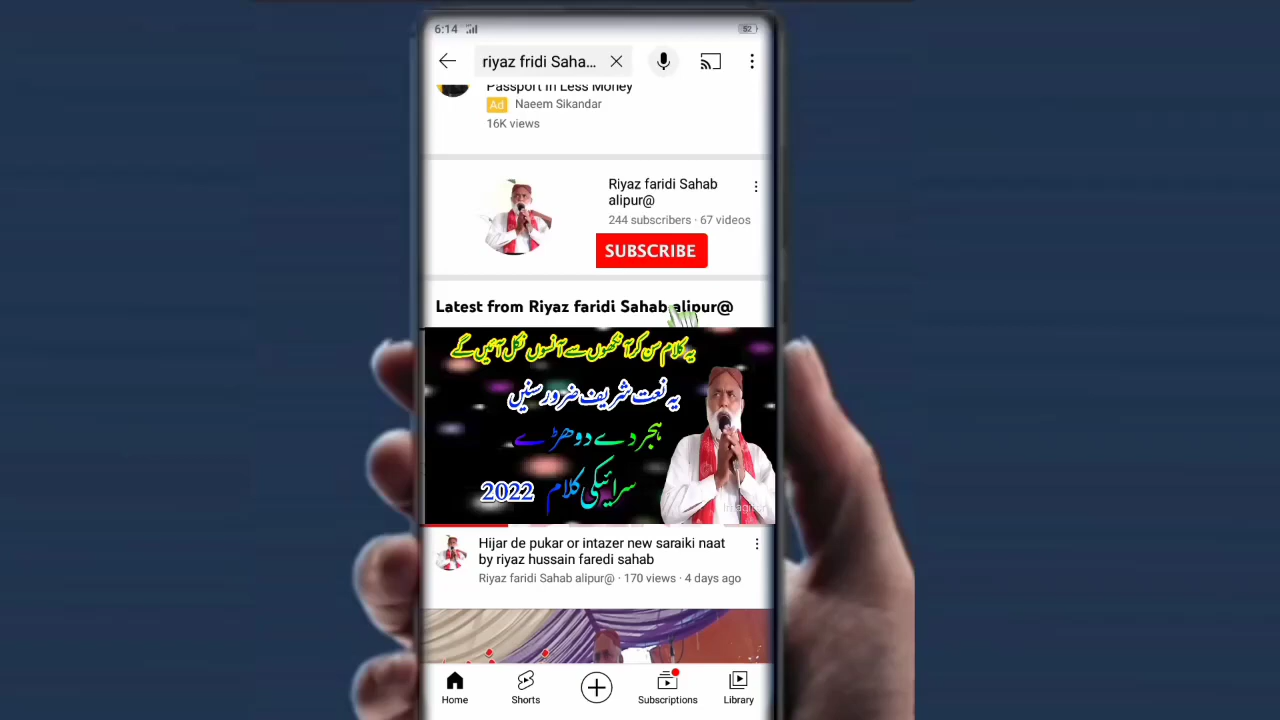 6:14
52
riyaz fridi Saha...
Passport In Less Money
Ad Naeem Sikandar
16K views
Riyaz faridi Sahab
alipur@
244 subscribers · 67 videos
SUBSCRIBE
Latest from Riyaz faridi Sahab alipur@
یہ کلام سن کر آنکھوں سے آنسوں نکل آئیں گے
یہ نعت شریف ضرور سنیں
ہجر دے دوھڑے
سرائیکی کلام 2022
Hijar de pukar or intazer new saraiki naat
by riyaz hussain faredi sahab
Riyaz faridi Sahab alipur@ · 170 views · 4 days ago
Home Shorts Subscriptions Library